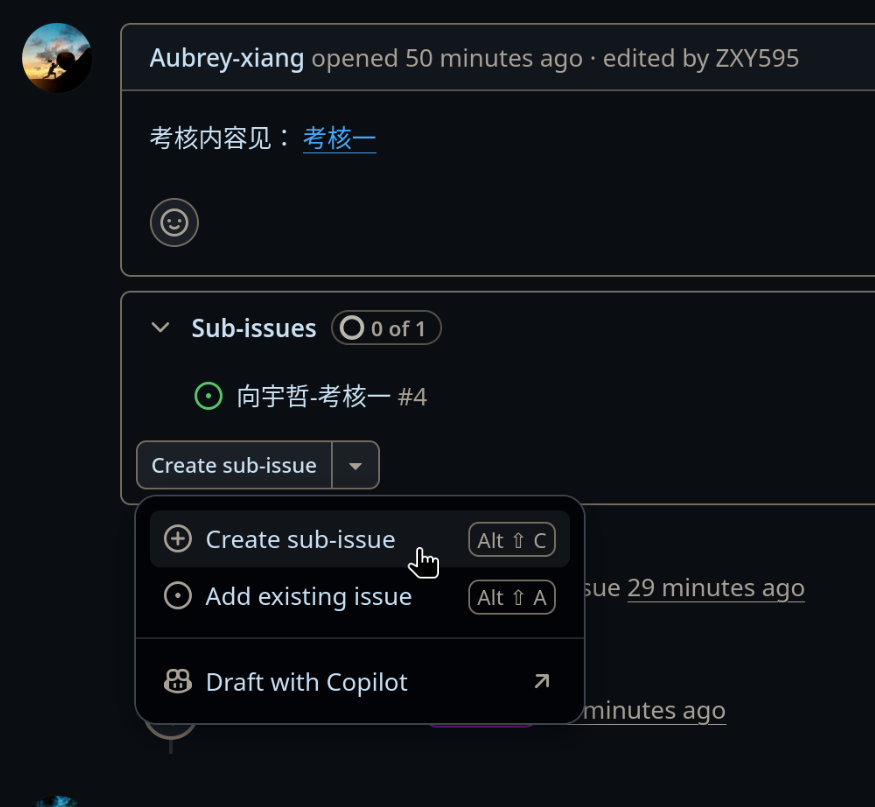 Aubrey-xiang opened 50 minutes ago · edited by ZXY595
考核内容见： 考核一
Sub-issues 0 of 1
向宇哲-考核一 #4
Create sub-issue
Create sub-issue Alt ⇧ C
Add existing issue Alt ⇧ A
sue 29 minutes ago
Draft with Copilot
minutes ago